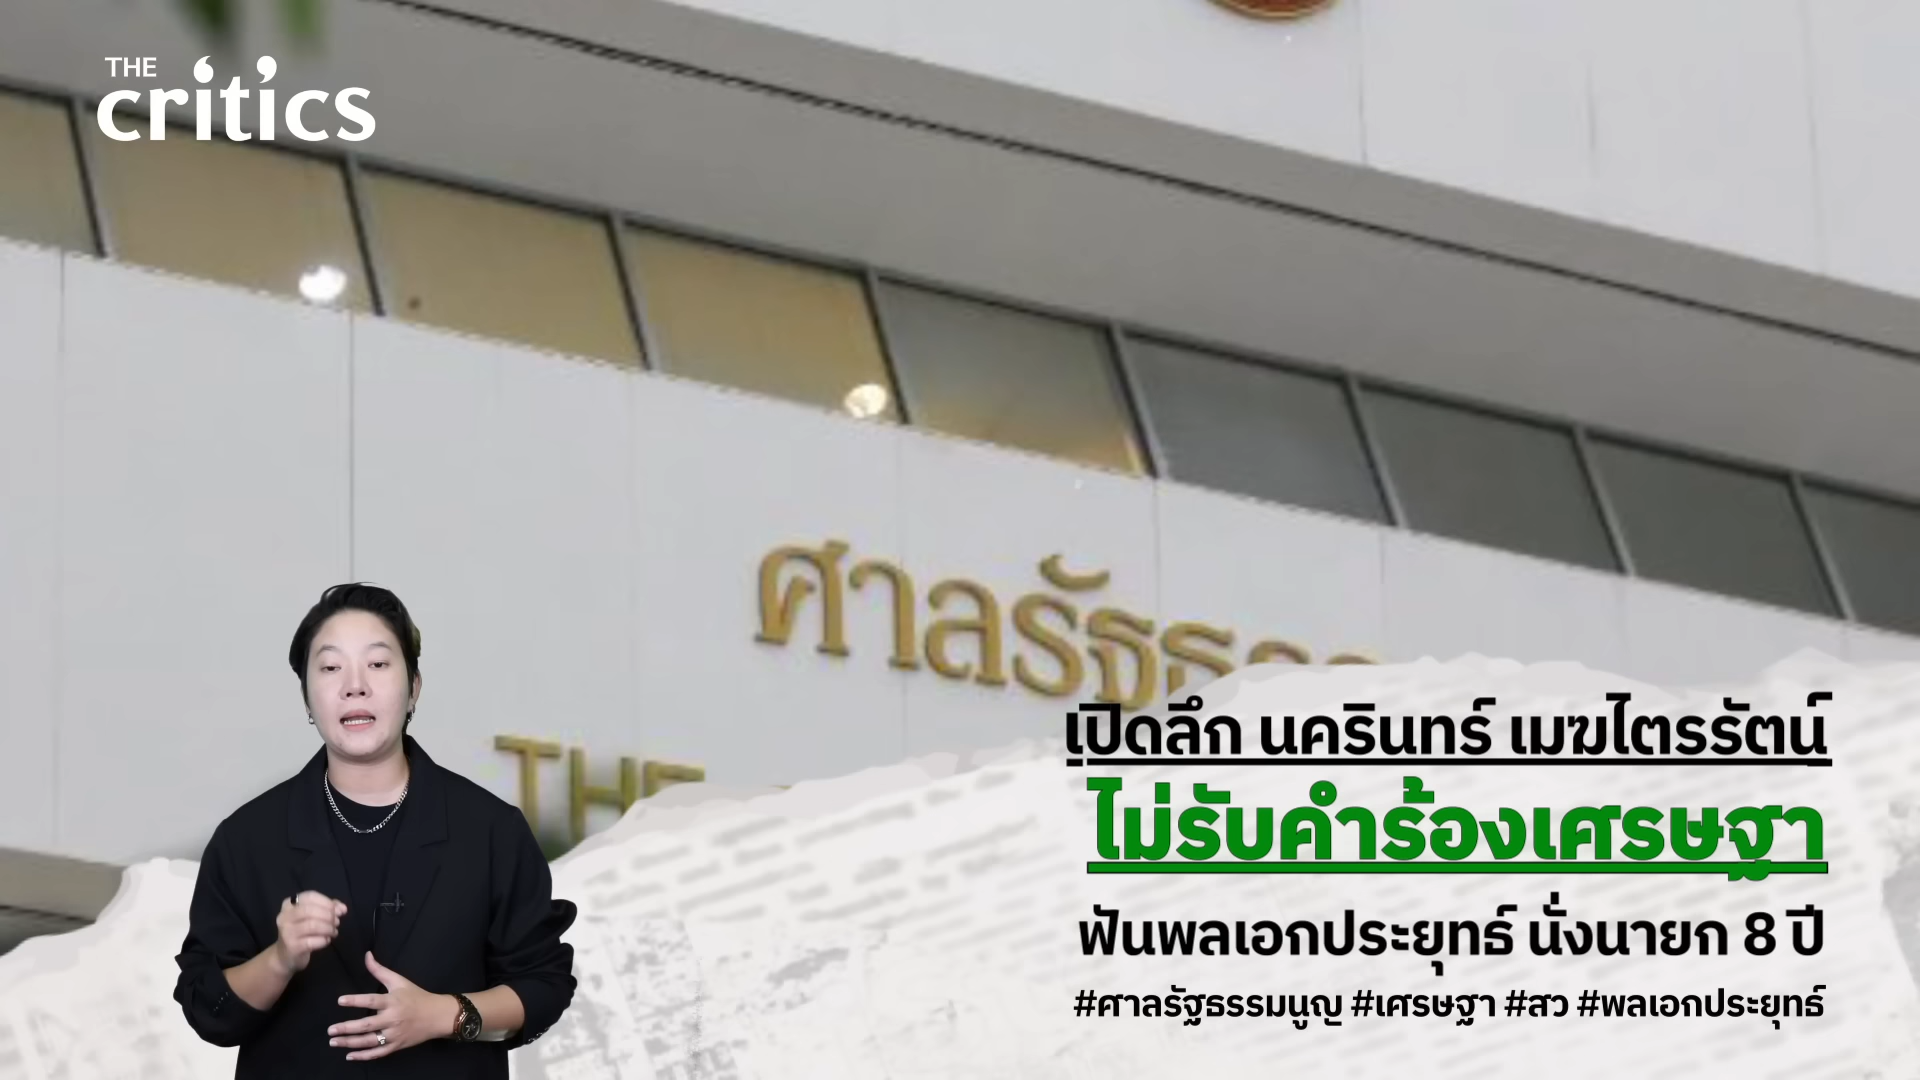 THE
critics
ศาลรัฐธรร
THE
เปิดลึก นครินทร์ เมฆไตรรัตน์
ไม่รับคำร้องเศรษฐา
ฟันพลเอกประยุทธ์ นั่งนายก 8 ปี
#ศาลรัฐธรรมนูญ #เศรษฐา #สว #พลเอกประยุทธ์